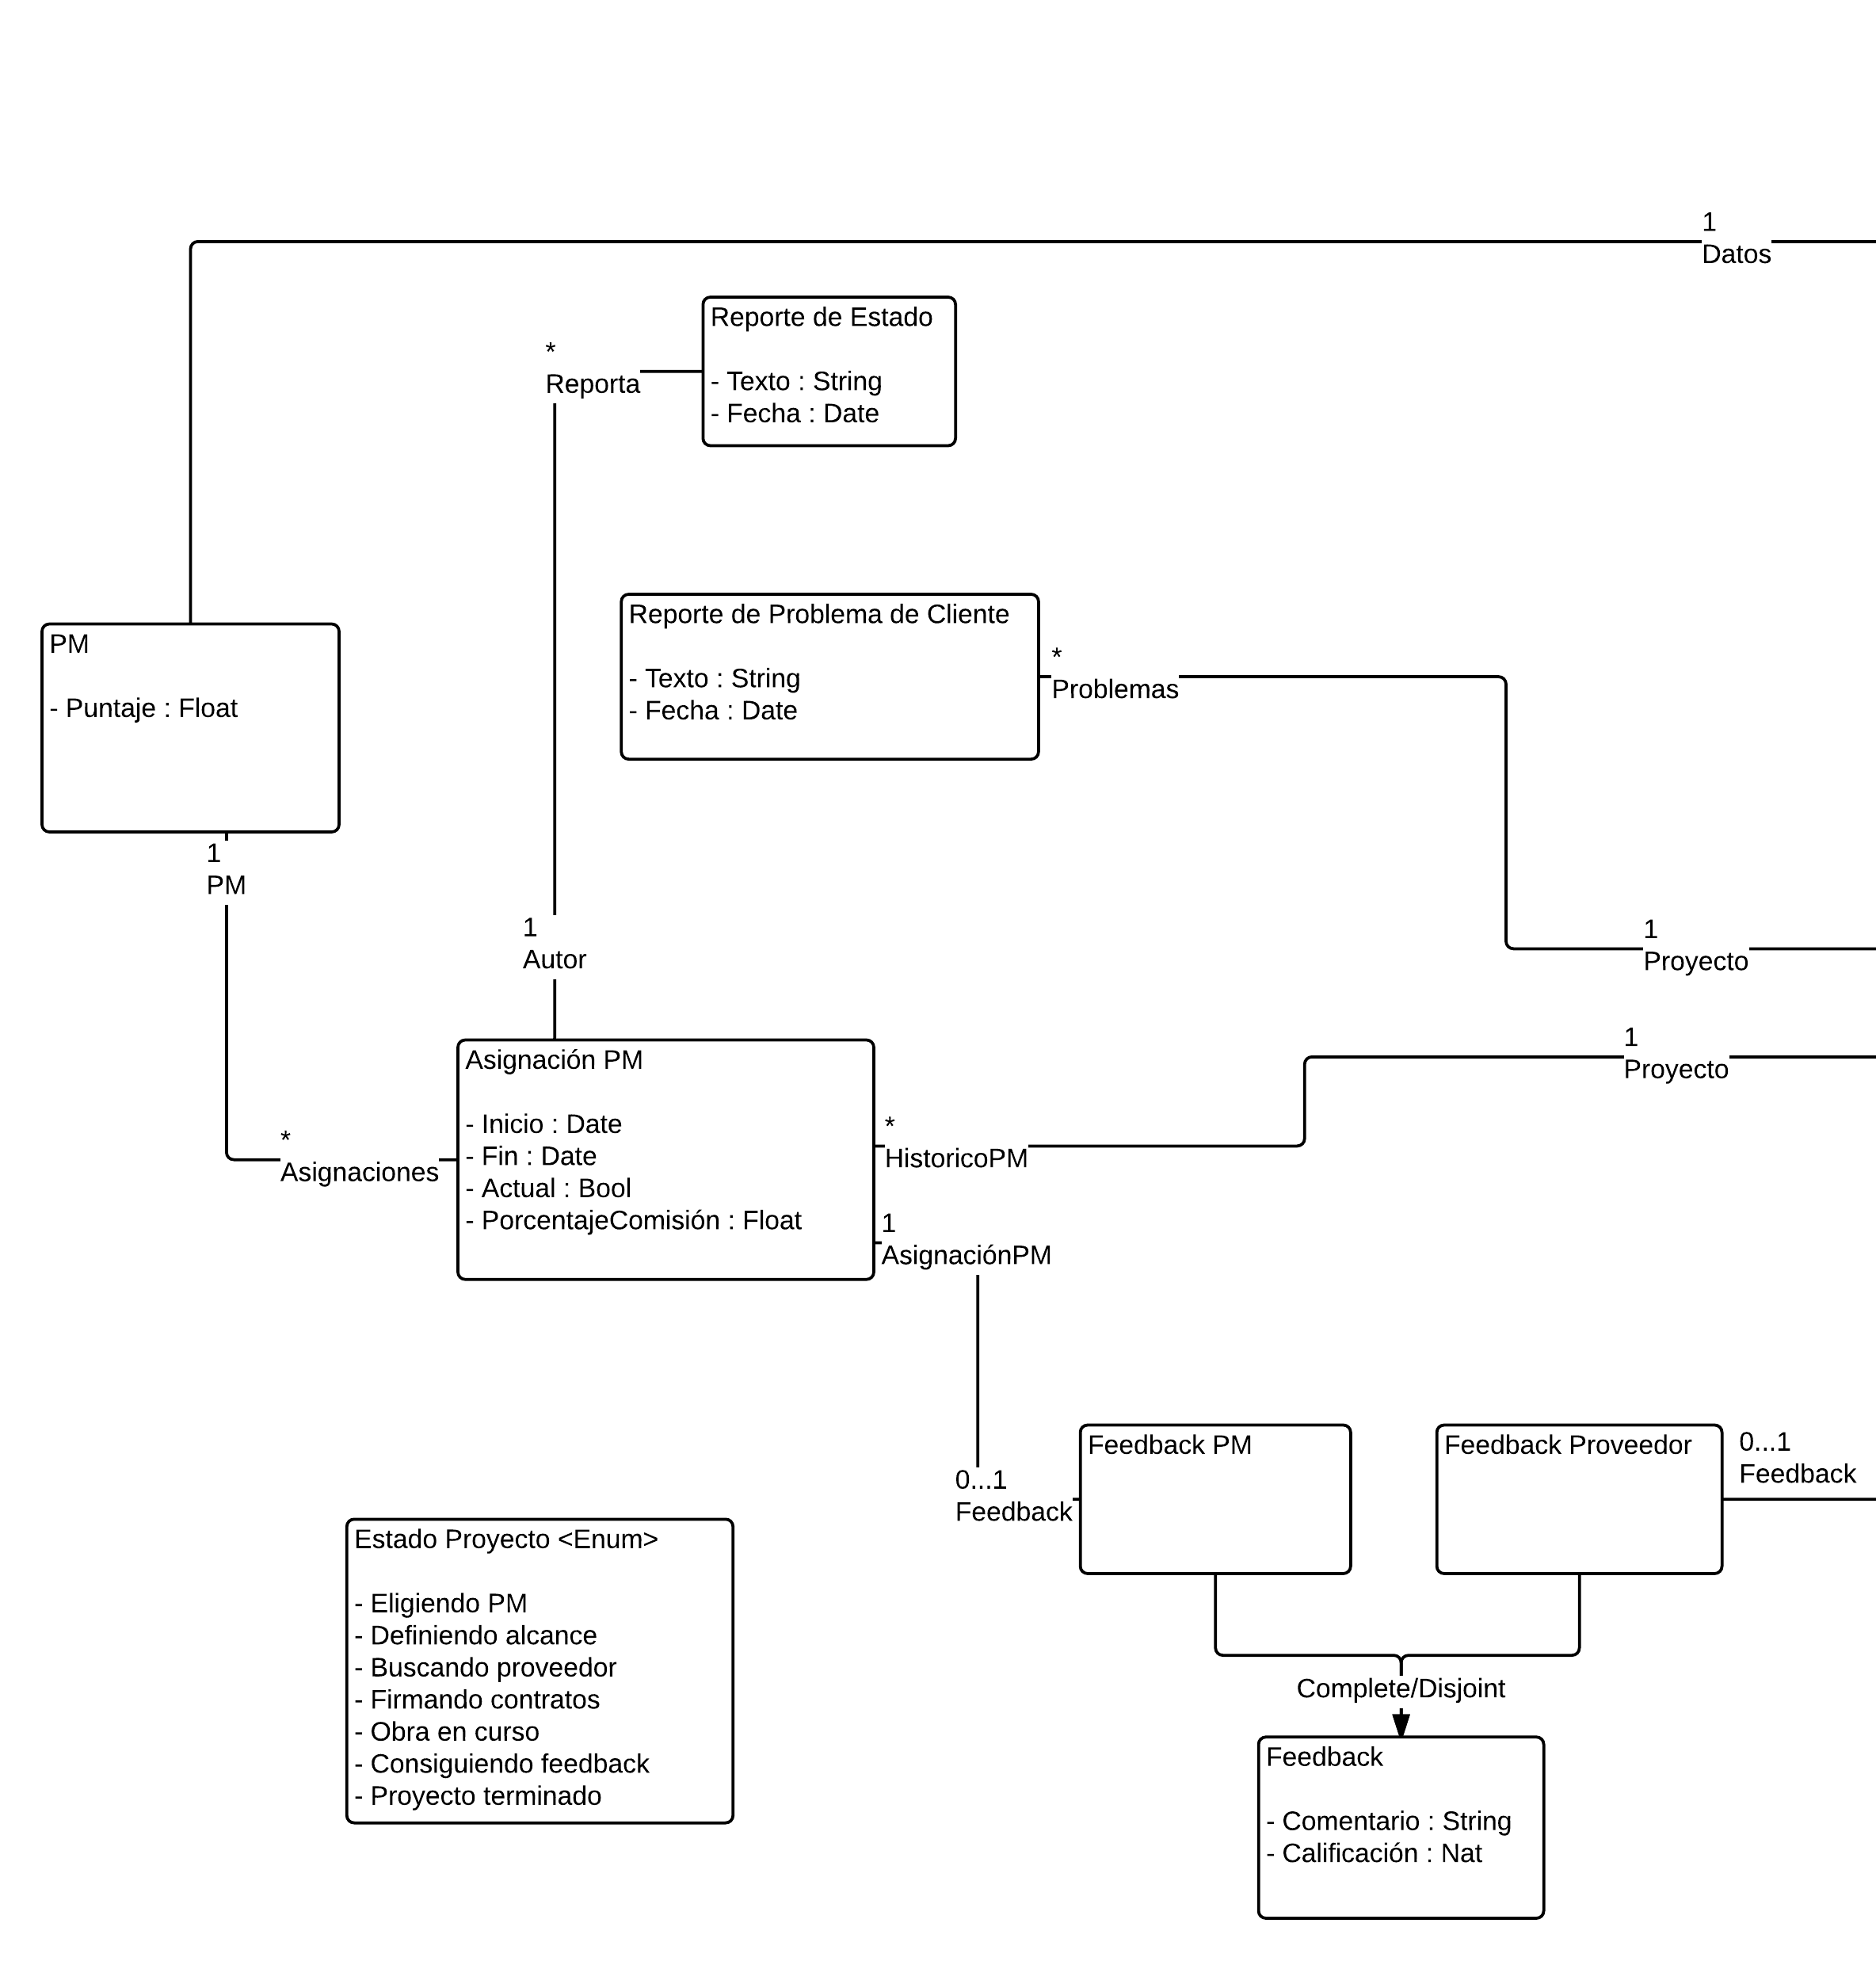 1
Datos
Reporte de Estado
- Texto : String
- Fecha : Date
*
Reporta
Reporte de Problema de Cliente
- Texto : String
- Fecha : Date
*
Problemas
PM
- Puntaje : Float
1
PM
1
Autor
1
Proyecto
1
Proyecto
Asignación PM
- Inicio : Date
- Fin : Date
- Actual : Bool
- PorcentajeComisión : Float
*
Asignaciones
*
HistoricoPM
1
AsignaciónPM
0...1
Feedback
Feedback PM
Feedback Proveedor
0...1
Feedback
Estado Proyecto <Enum>
- Eligiendo PM
- Definiendo alcance
- Buscando proveedor
- Firmando contratos
- Obra en curso
- Consiguiendo feedback
- Proyecto terminado
Complete/Disjoint
Feedback
- Comentario : String
- Calificación : Nat